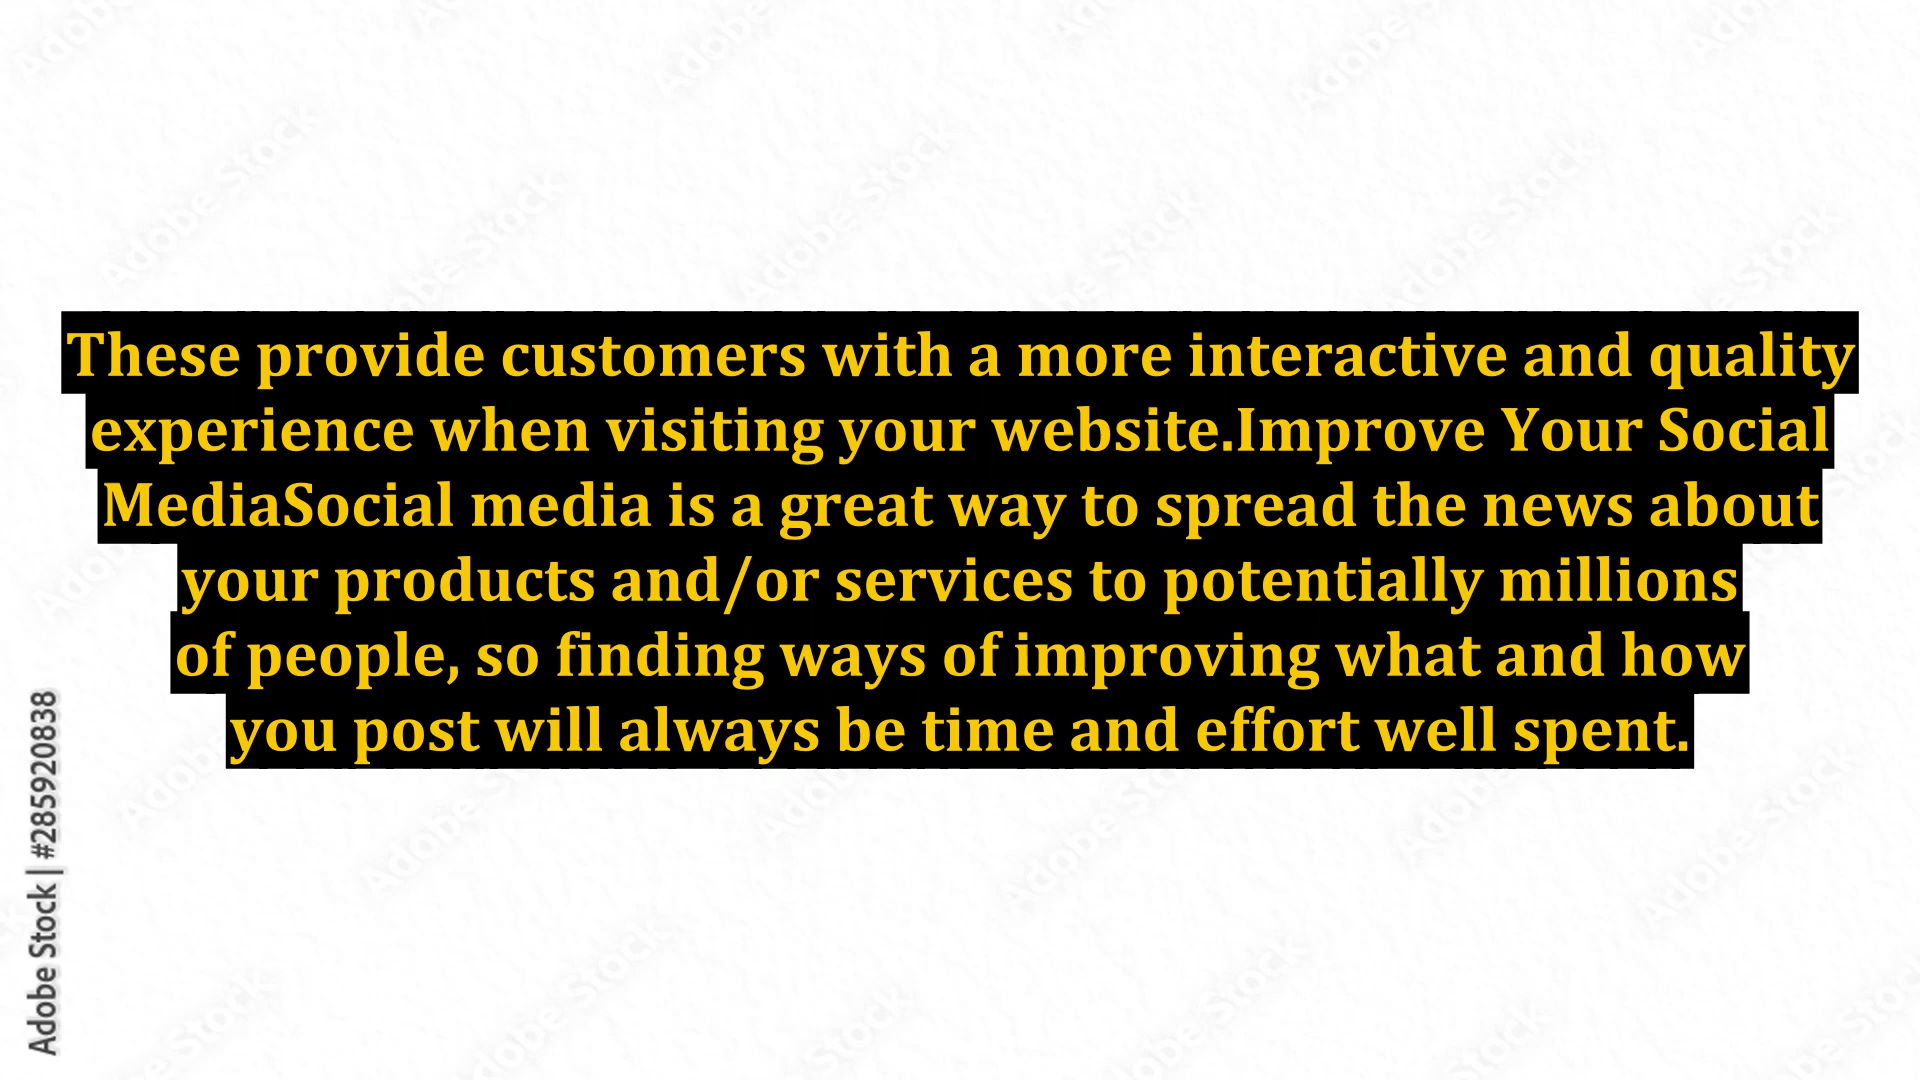 These provide customers with a more interactive and quality
experience when visiting your website.Improve Your Social
MediaSocial media is a great way to spread the news about
your products and/or services to potentially millions
of people, so finding ways of improving what and how
you post will always be time and effort well spent.
Adobe Stock | #285920838